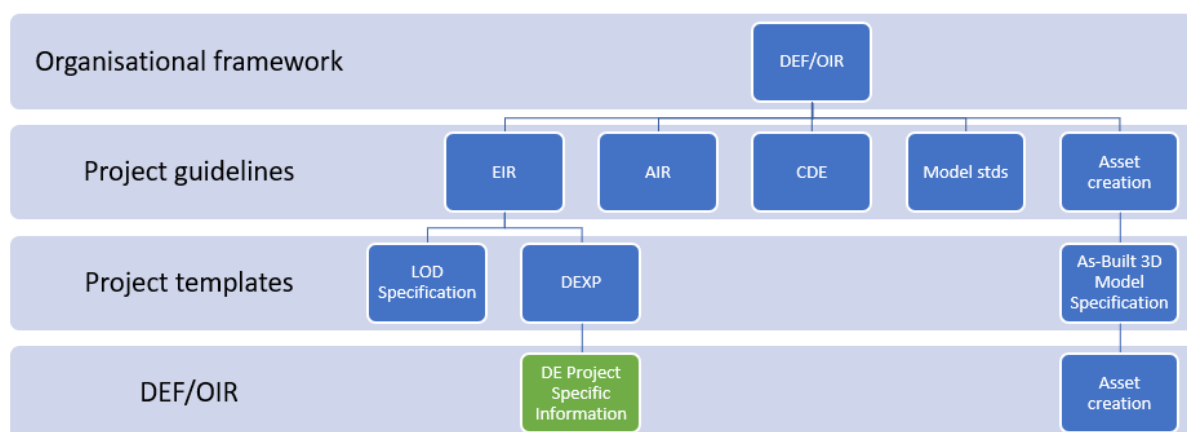 Organisational framework
DEF/OIR
Project guidelines
EIR
AIR
CDE
Model stds
Asset
creation
Project templates
LOD
Specification
DEXP
As-Built 3D
Model
Specification
DEF/OIR
DE Project
Specific
Information
Asset
creation